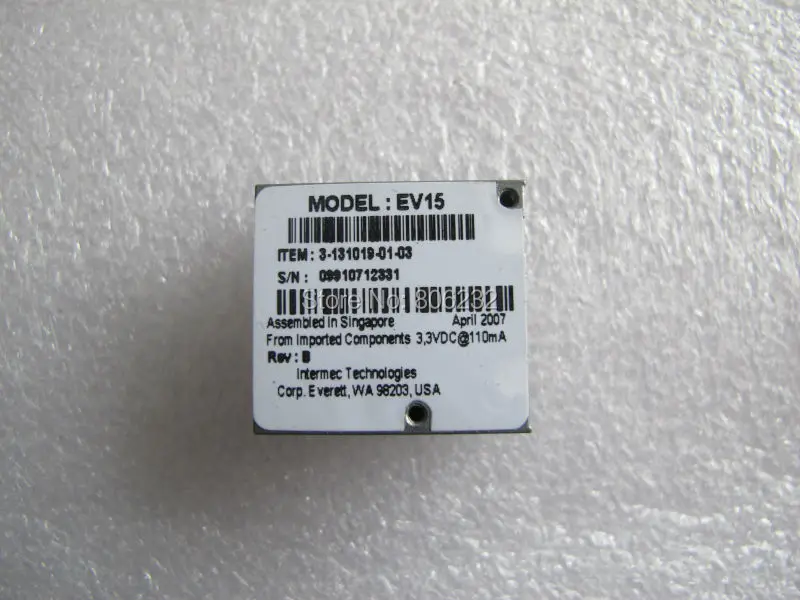 MODEL : EV15
ITEM : 3-131019-01-03
S/N : 09910712331
Store No: 806232
Assembled in Singapore April 2007
From Imported Components 3,3VDC@110mA
Rev : B
Intermec Technologies
Corp. Everett, WA 98203, USA